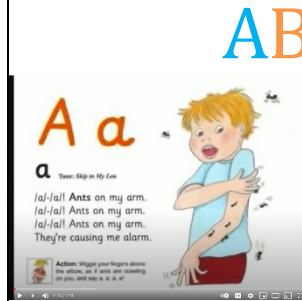 AB
A a
a Tune: Skip to My Lou
/a/-/a/! Ants on my arm.
/a/-/a/! Ants on my arm.
/a/-/a/! Ants on my arm.
They're causing me alarm.
Action: Wiggle your fingers above
the elbow, as if ants are crawling
on you, and say a, a, a, a!